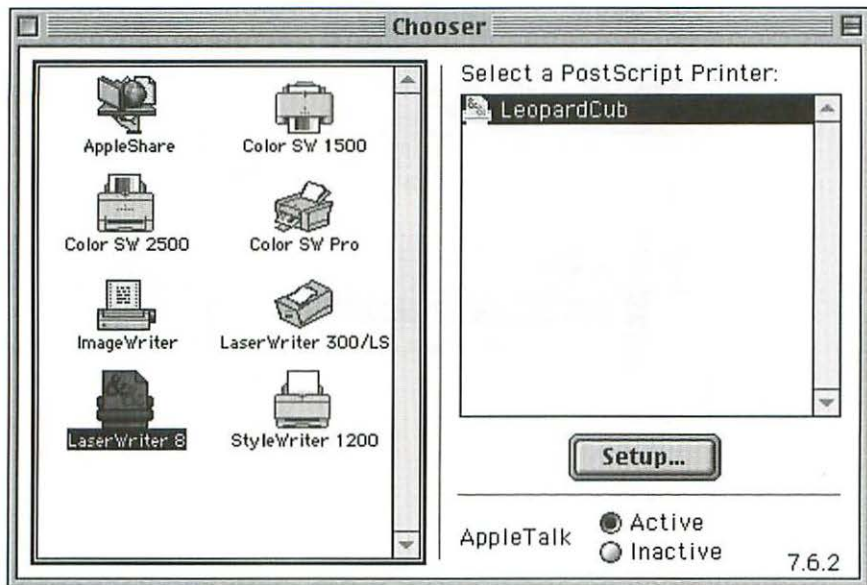 Chooser
AppleShare
Color SW 1500
Color SW 2500
Color SW Pro
ImageWriter
LaserWriter 300/LS
LaserWriter 8
StyleWriter 1200
Select a PostScript Printer:
LeopardCub
Setup...
AppleTalk
Active
Inactive
7.6.2